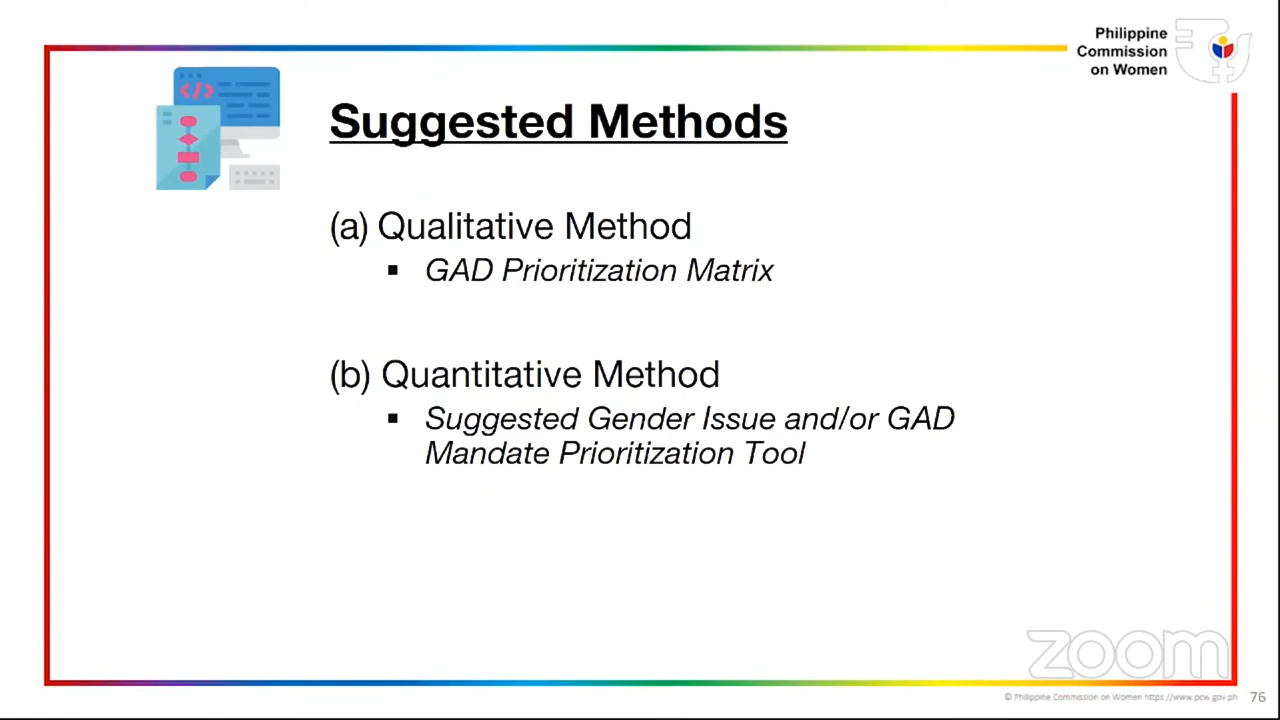 Philippine
Commission
on Women
</>
Suggested Methods
(a) Qualitative Method
▪ GAD Prioritization Matrix
(b) Quantitative Method
▪ Suggested Gender Issue and/or GAD
Mandate Prioritization Tool
zoom
© Philippine Commission on Women https://www.pcw.gov.ph 76